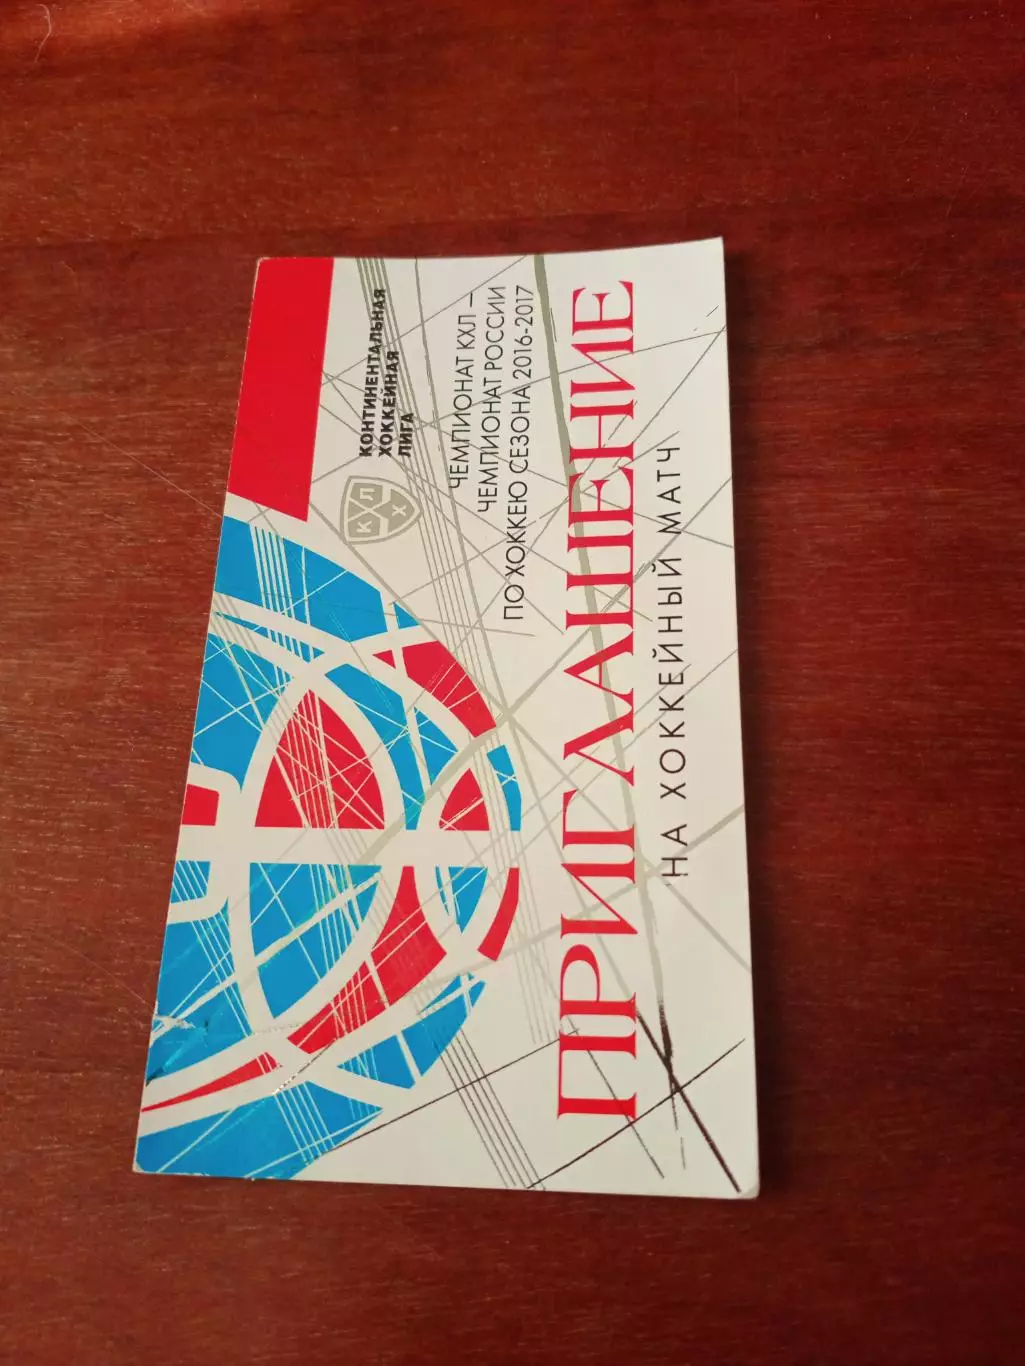 КОНТИНЕНТАЛЬНАЯ
ХОККЕЙНАЯ
ЛИГА
К Л
Х
ЧЕМПИОНАТ КХЛ –
ЧЕМПИОНАТ РОССИИ
ПО ХОККЕЮ СЕЗОНА 2016-2017
ПРИГЛАШЕНИЕ
НА ХОККЕЙНЫЙ МАТЧ